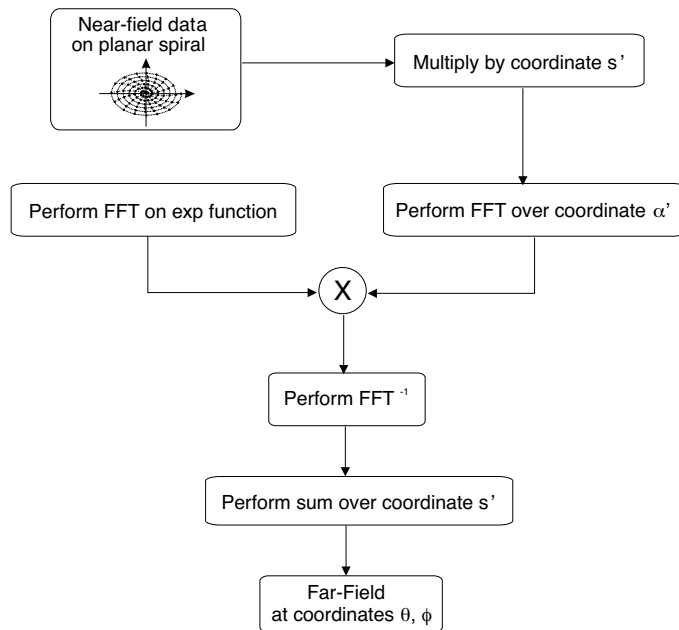 Near-field data
on planar spiral
Multiply by coordinate s’
Perform FFT on exp function
Perform FFT over coordinate α’
X
Perform FFT ⁻¹
Perform sum over coordinate s’
Far-Field
at coordinates θ, ϕ